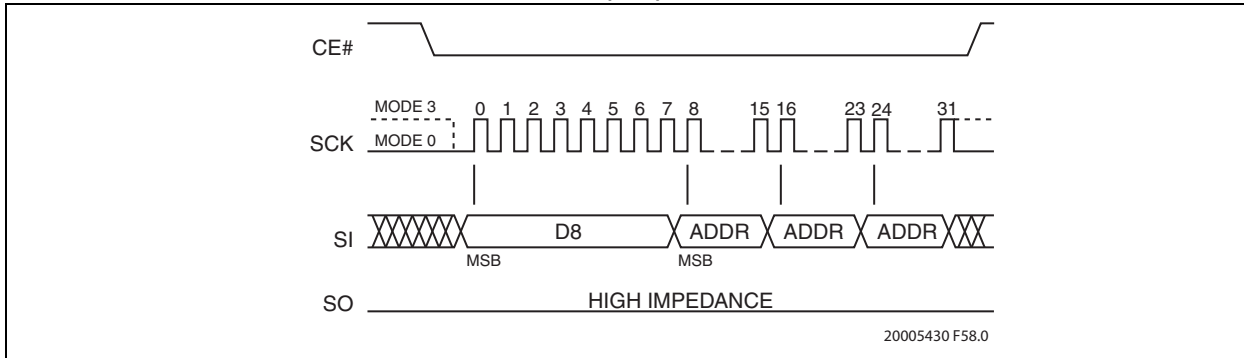 CE#
MODE 3
0 1 2 3 4 5 6 7 8 15 16 23 24 31
SCK MODE 0
SI D8 ADDR ADDR ADDR
MSB MSB
SO HIGH IMPEDANCE
20005430 F58.0